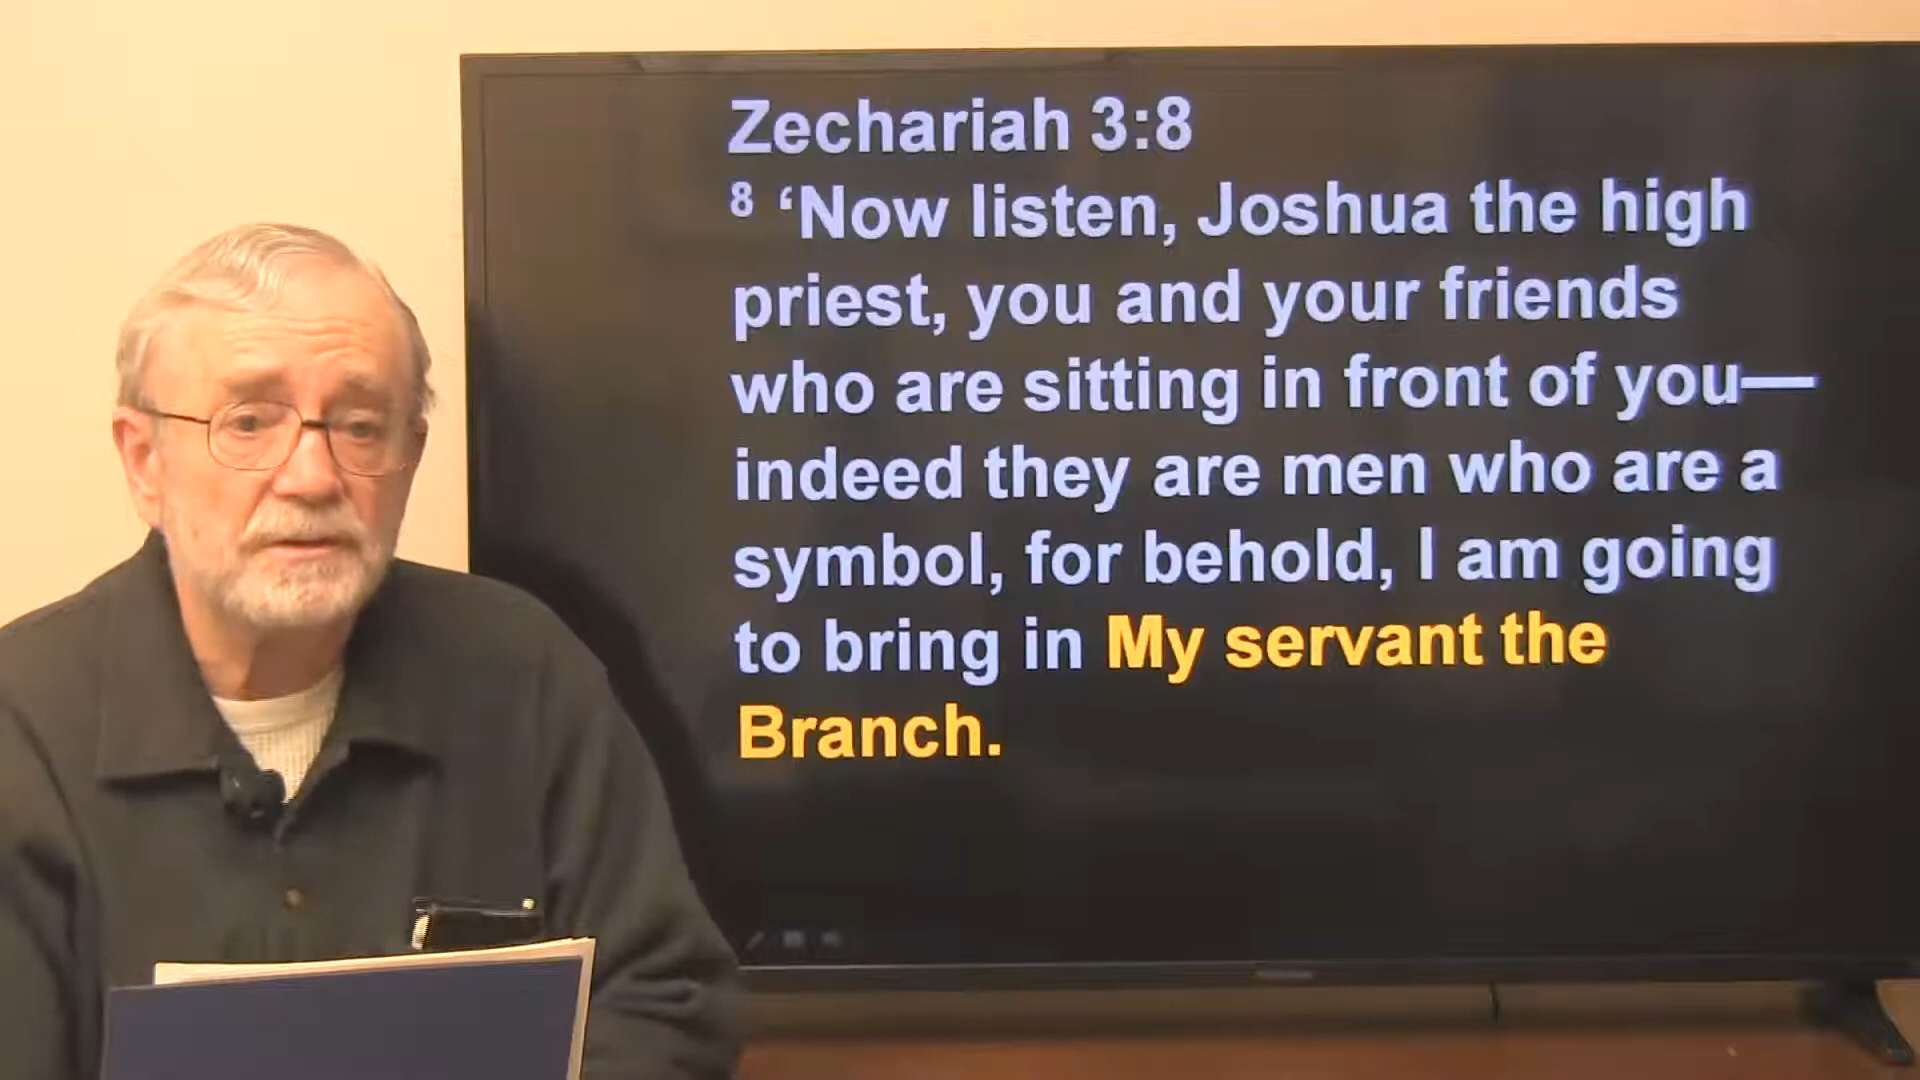 Zechariah 3:8
8 ‘Now listen, Joshua the high
priest, you and your friends
who are sitting in front of you—
indeed they are men who are a
symbol, for behold, I am going
to bring in My servant the
Branch.